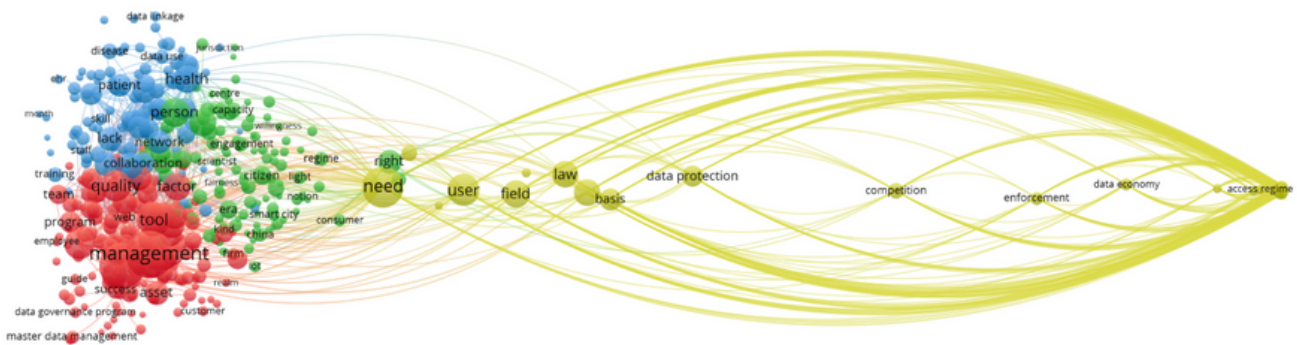 data linkage
jurisdiction
disease
data use
ehr
patient
health
centre
month
person
capacity
skill
willingness
lack
network
engagement
staff
collaboration
scientist
regime
right
training
quality
factor
fairness
citizen
light
need
user
field
law
basis
data protection
competition
enforcement
data economy
access regime
team
notion
program
web
tool
era
smart city
consumer
employee
kind
china
management
firm
iot
guide
success
asset
realm
data governance program
customer
master data management